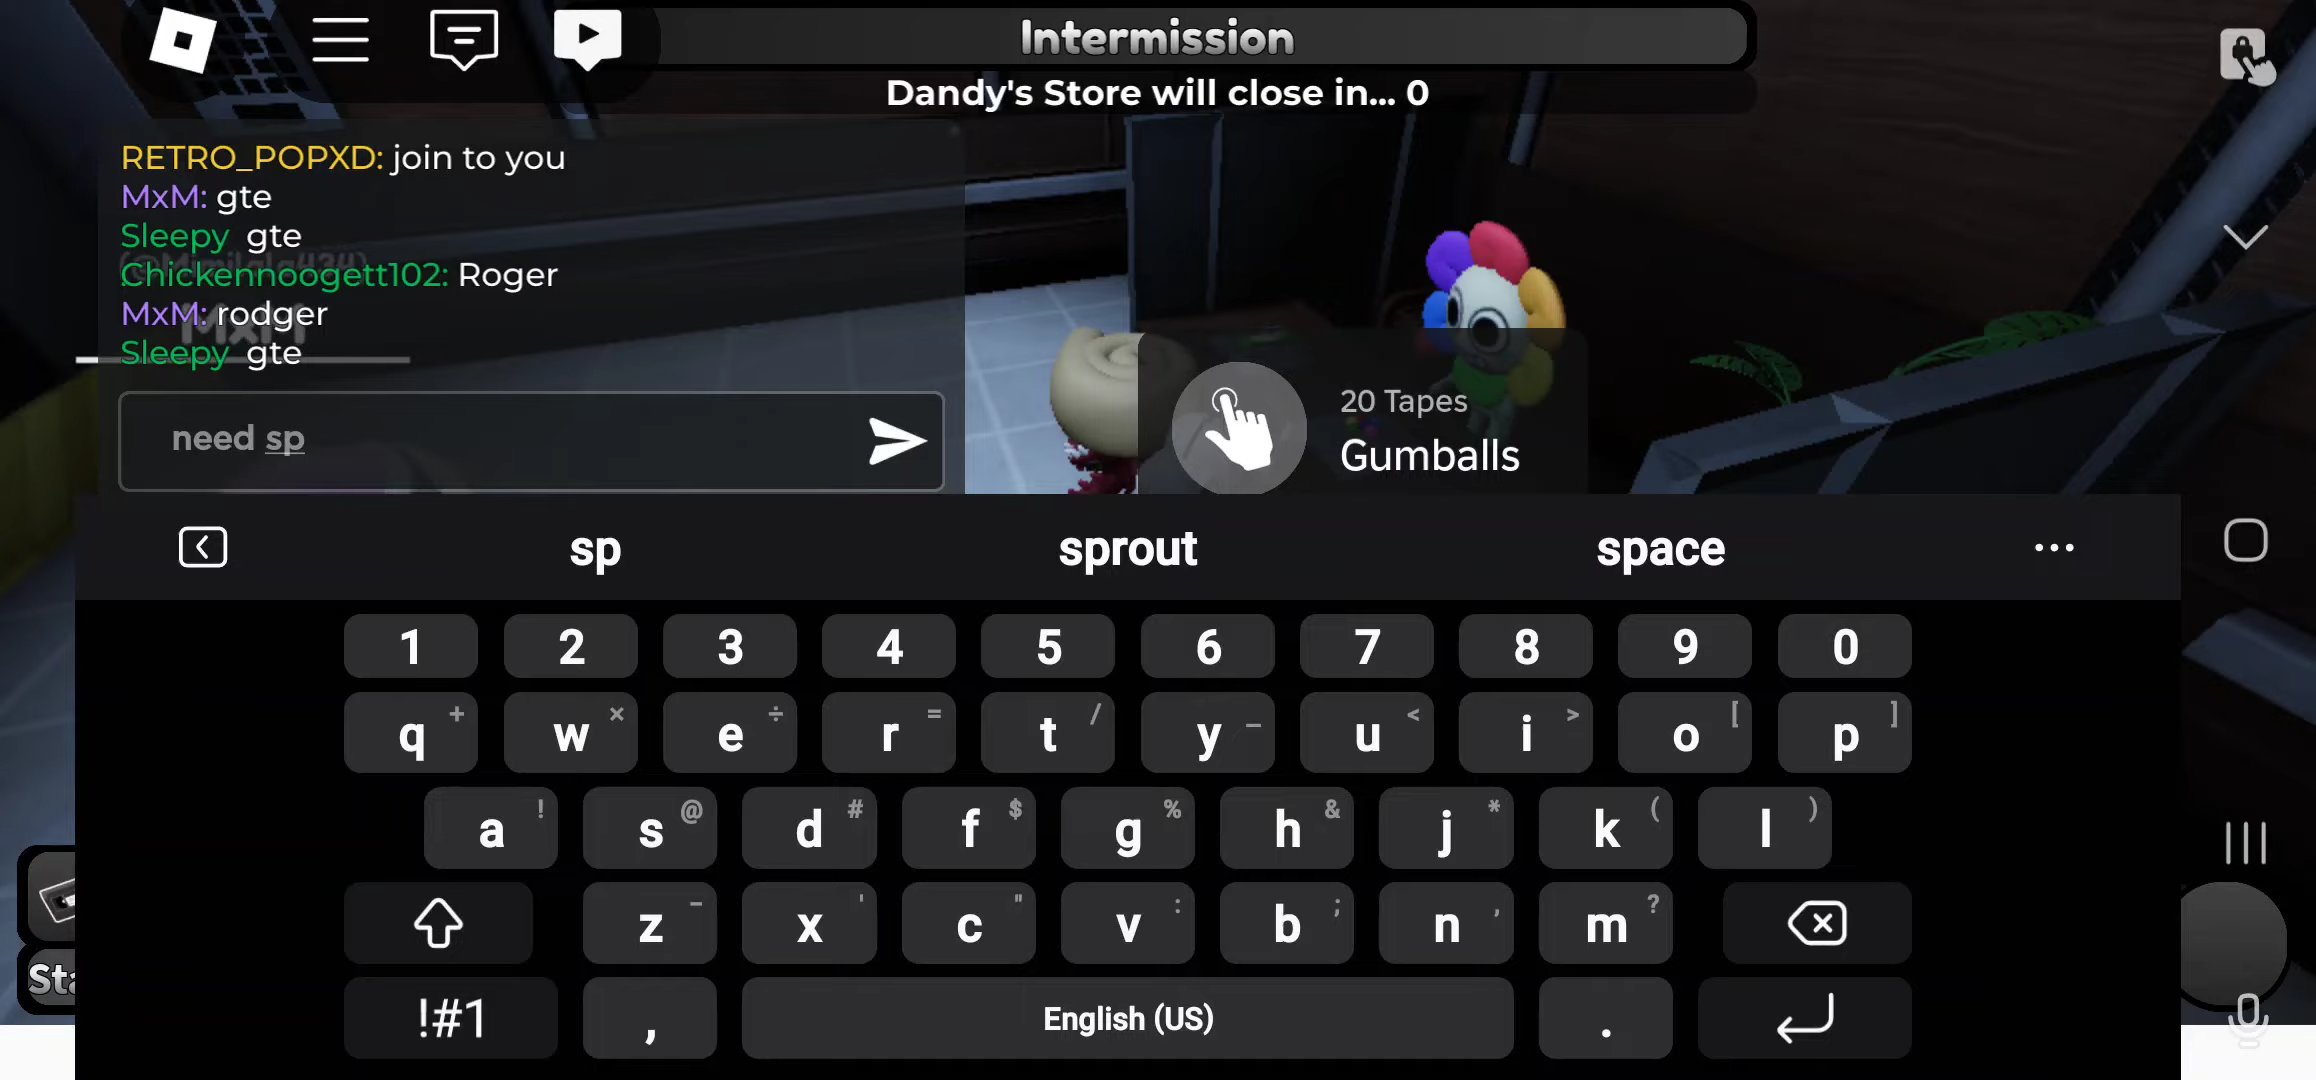 Intermission
Dandy's Store will close in... 0
RETRO_POPXD: join to you
MxM: gte
Sleepy gte
Chickennoogett102: Roger
MxM: rodger
Sleepy gte
MxM
need sp
20 Tapes
Gumballs
sp sprout space
1 2 3 4 5 6 7 8 9 0
q + w × e ÷ r = t / y _ u < i > o [ p ]
a ! s @ d # f $ g % h & j * k ( l )
z - x ' c " v : b ; n , m ?
!#1 , English (US) .
Sta